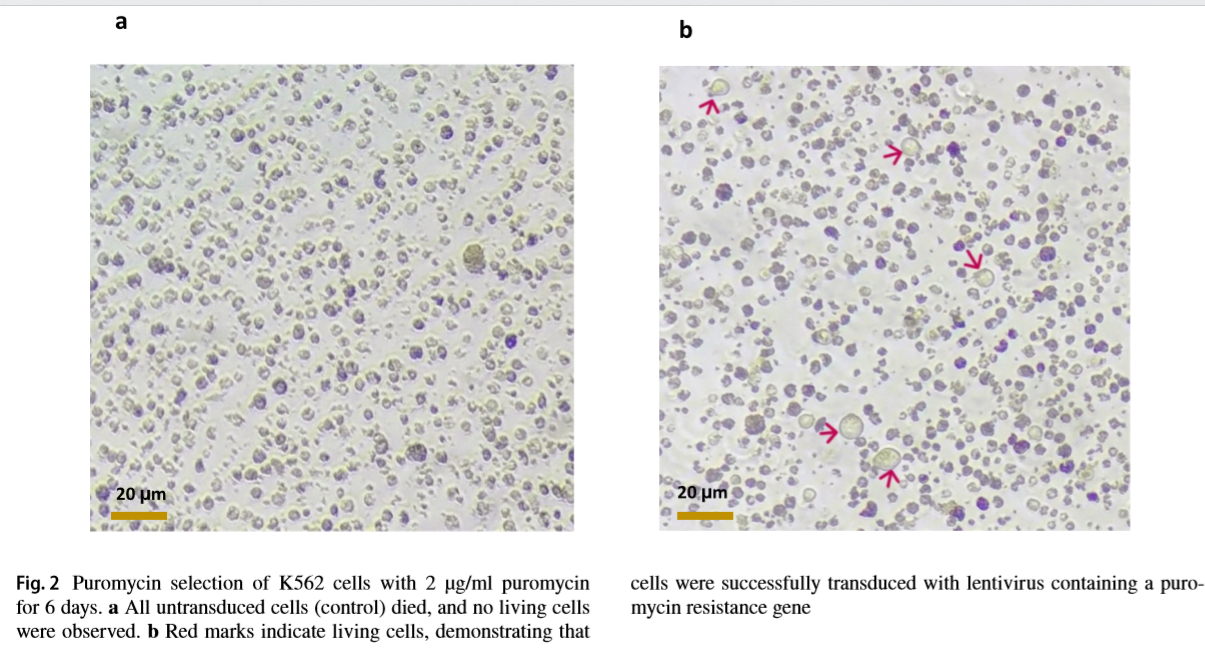 a
b
20 µm
20 µm
Fig. 2 Puromycin selection of K562 cells with 2 µg/ml puromycin
for 6 days. a All untransduced cells (control) died, and no living cells
were observed. b Red marks indicate living cells, demonstrating that
cells were successfully transduced with lentivirus containing a puro-
mycin resistance gene